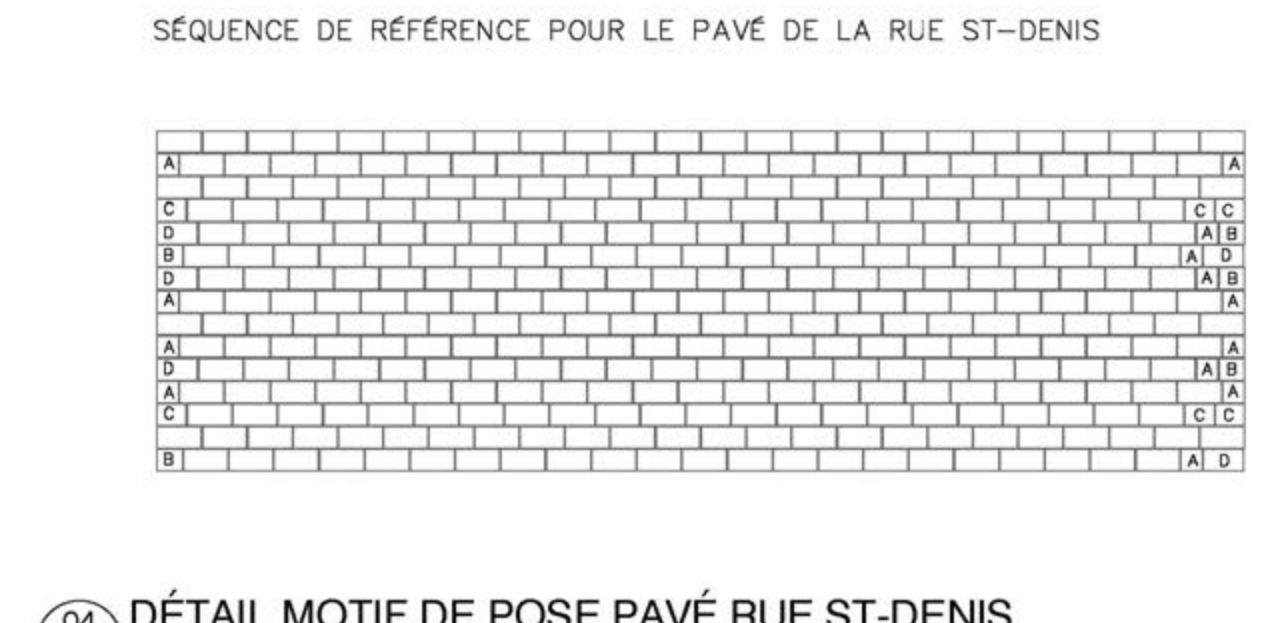 SÉQUENCE DE RÉFÉRENCE POUR LE PAVÉ DE LA RUE ST–DENIS
A A
C C C
D A B
B A D
D A B
A A
A A
D A B
A A
C C C
B A D
04 DÉTAIL MOTIF DE POSE PAVÉ RUE ST-DENIS